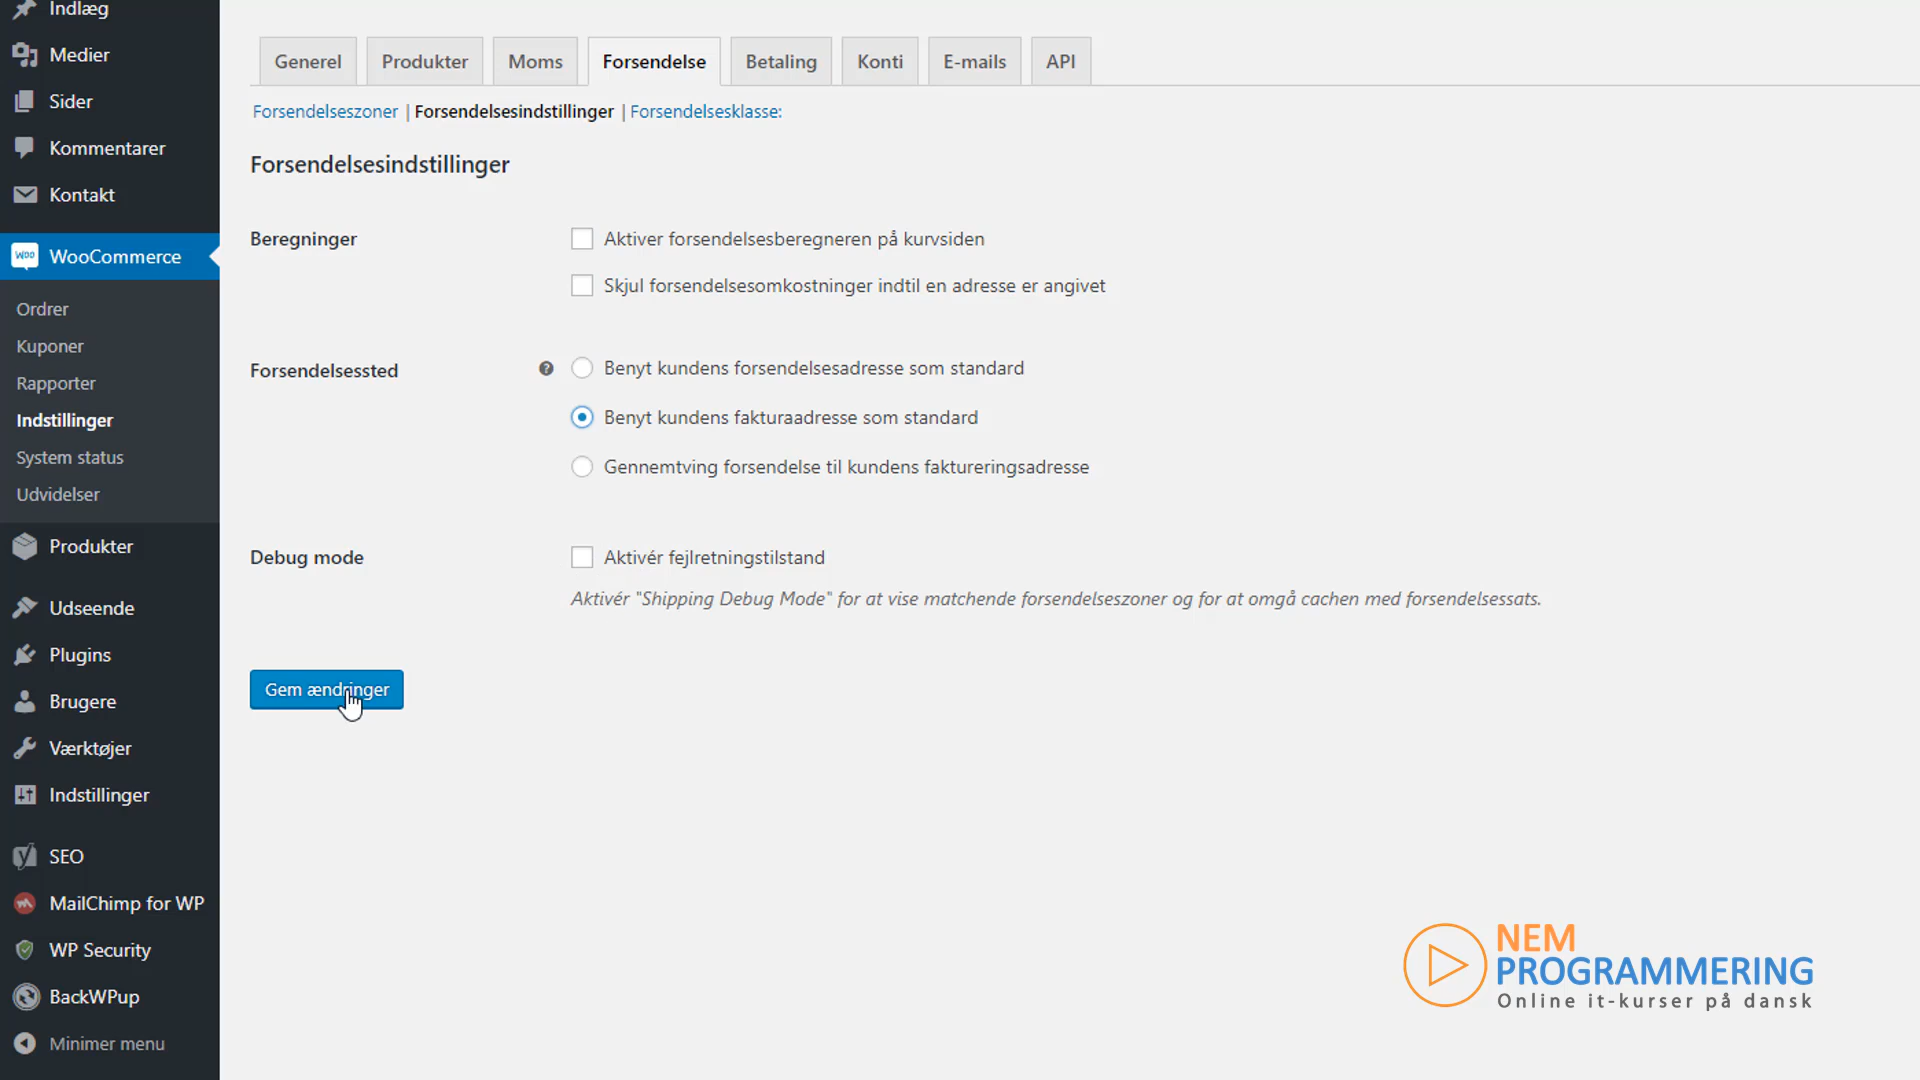 Indlæg
Medier
Sider
Kommentarer
Kontakt
WOO WooCommerce
Ordrer
Kuponer
Rapporter
Indstillinger
System status
Udvidelser
Produkter
Udseende
Plugins
Brugere
Værktøjer
Indstillinger
SEO
MailChimp for WP
WP Security
BackWPup
Minimer menu
Generel Produkter Moms Forsendelse Betaling Konti E-mails API
Forsendelseszoner | Forsendelsesindstillinger | Forsendelsesklasse:
Forsendelsesindstillinger
Beregninger Aktiver forsendelsesberegneren på kurvsiden
Skjul forsendelsesomkostninger indtil en adresse er angivet
Forsendelsessted ? Benyt kundens forsendelsesadresse som standard
Benyt kundens fakturaadresse som standard
Gennemtving forsendelse til kundens faktureringsadresse
Debug mode Aktivér fejlretningstilstand
Aktivér "Shipping Debug Mode" for at vise matchende forsendelseszoner og for at omgå cachen med forsendelsessats.
Gem ændringer
NEM
PROGRAMMERING
Online it-kurser på dansk